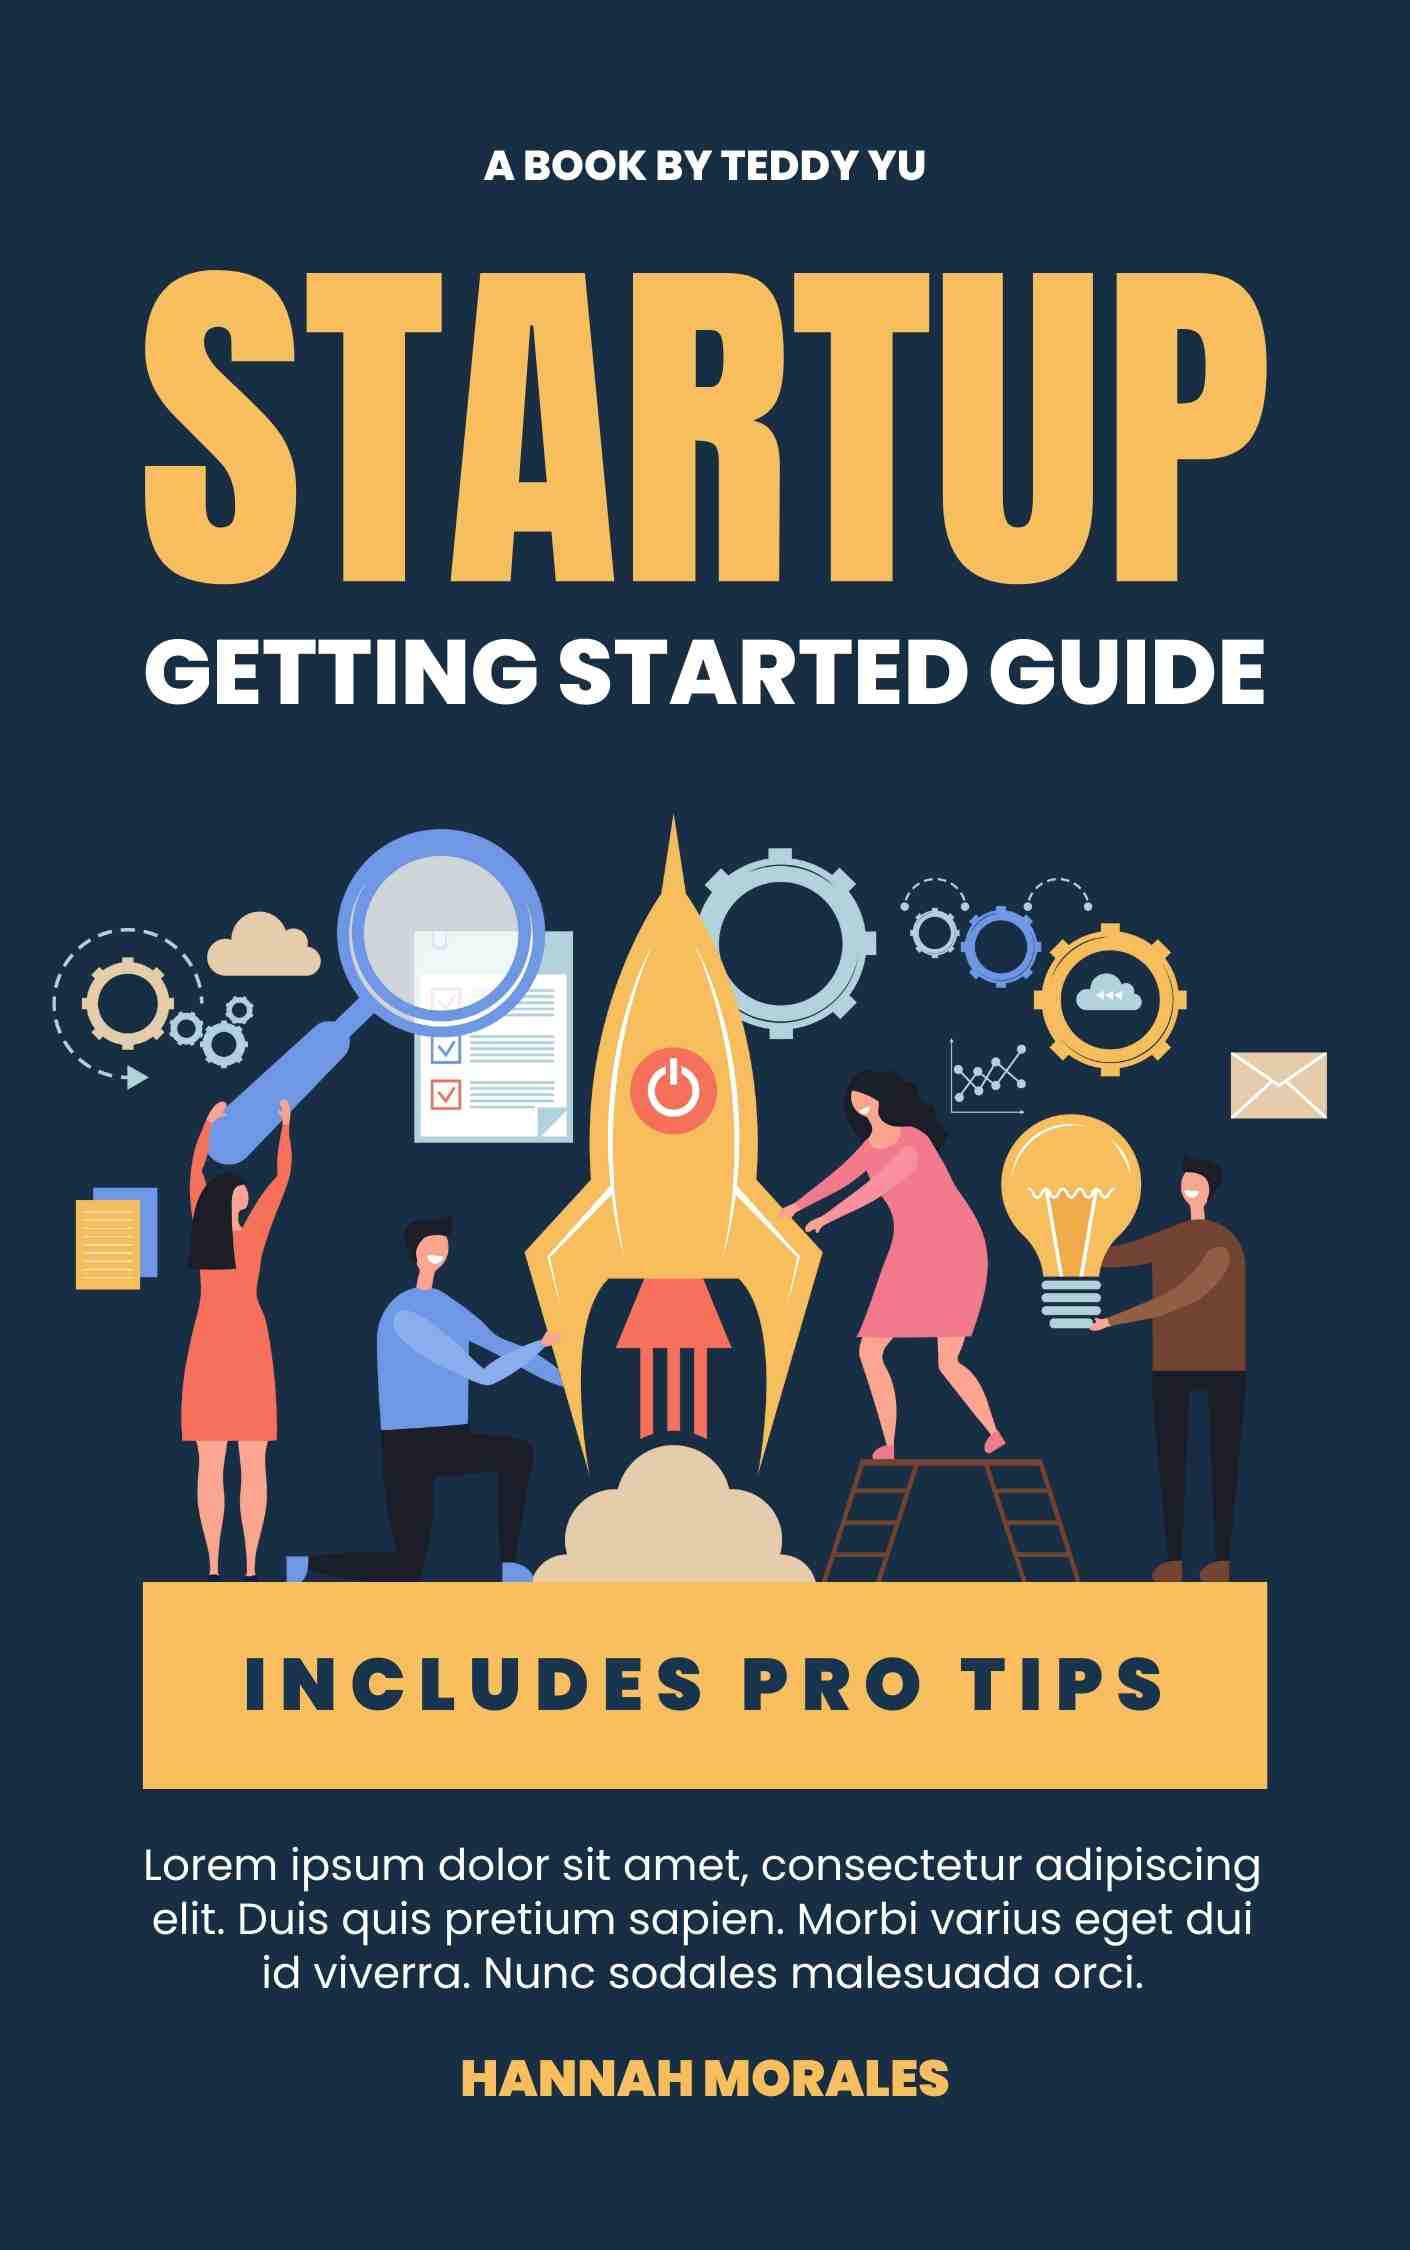 A BOOK BY TEDDY YU
STARTUP
GETTING STARTED GUIDE
INCLUDES PRO TIPS
Lorem ipsum dolor sit amet, consectetur adipiscing
elit. Duis quis pretium sapien. Morbi varius eget dui
id viverra. Nunc sodales malesuada orci.
HANNAH MORALES